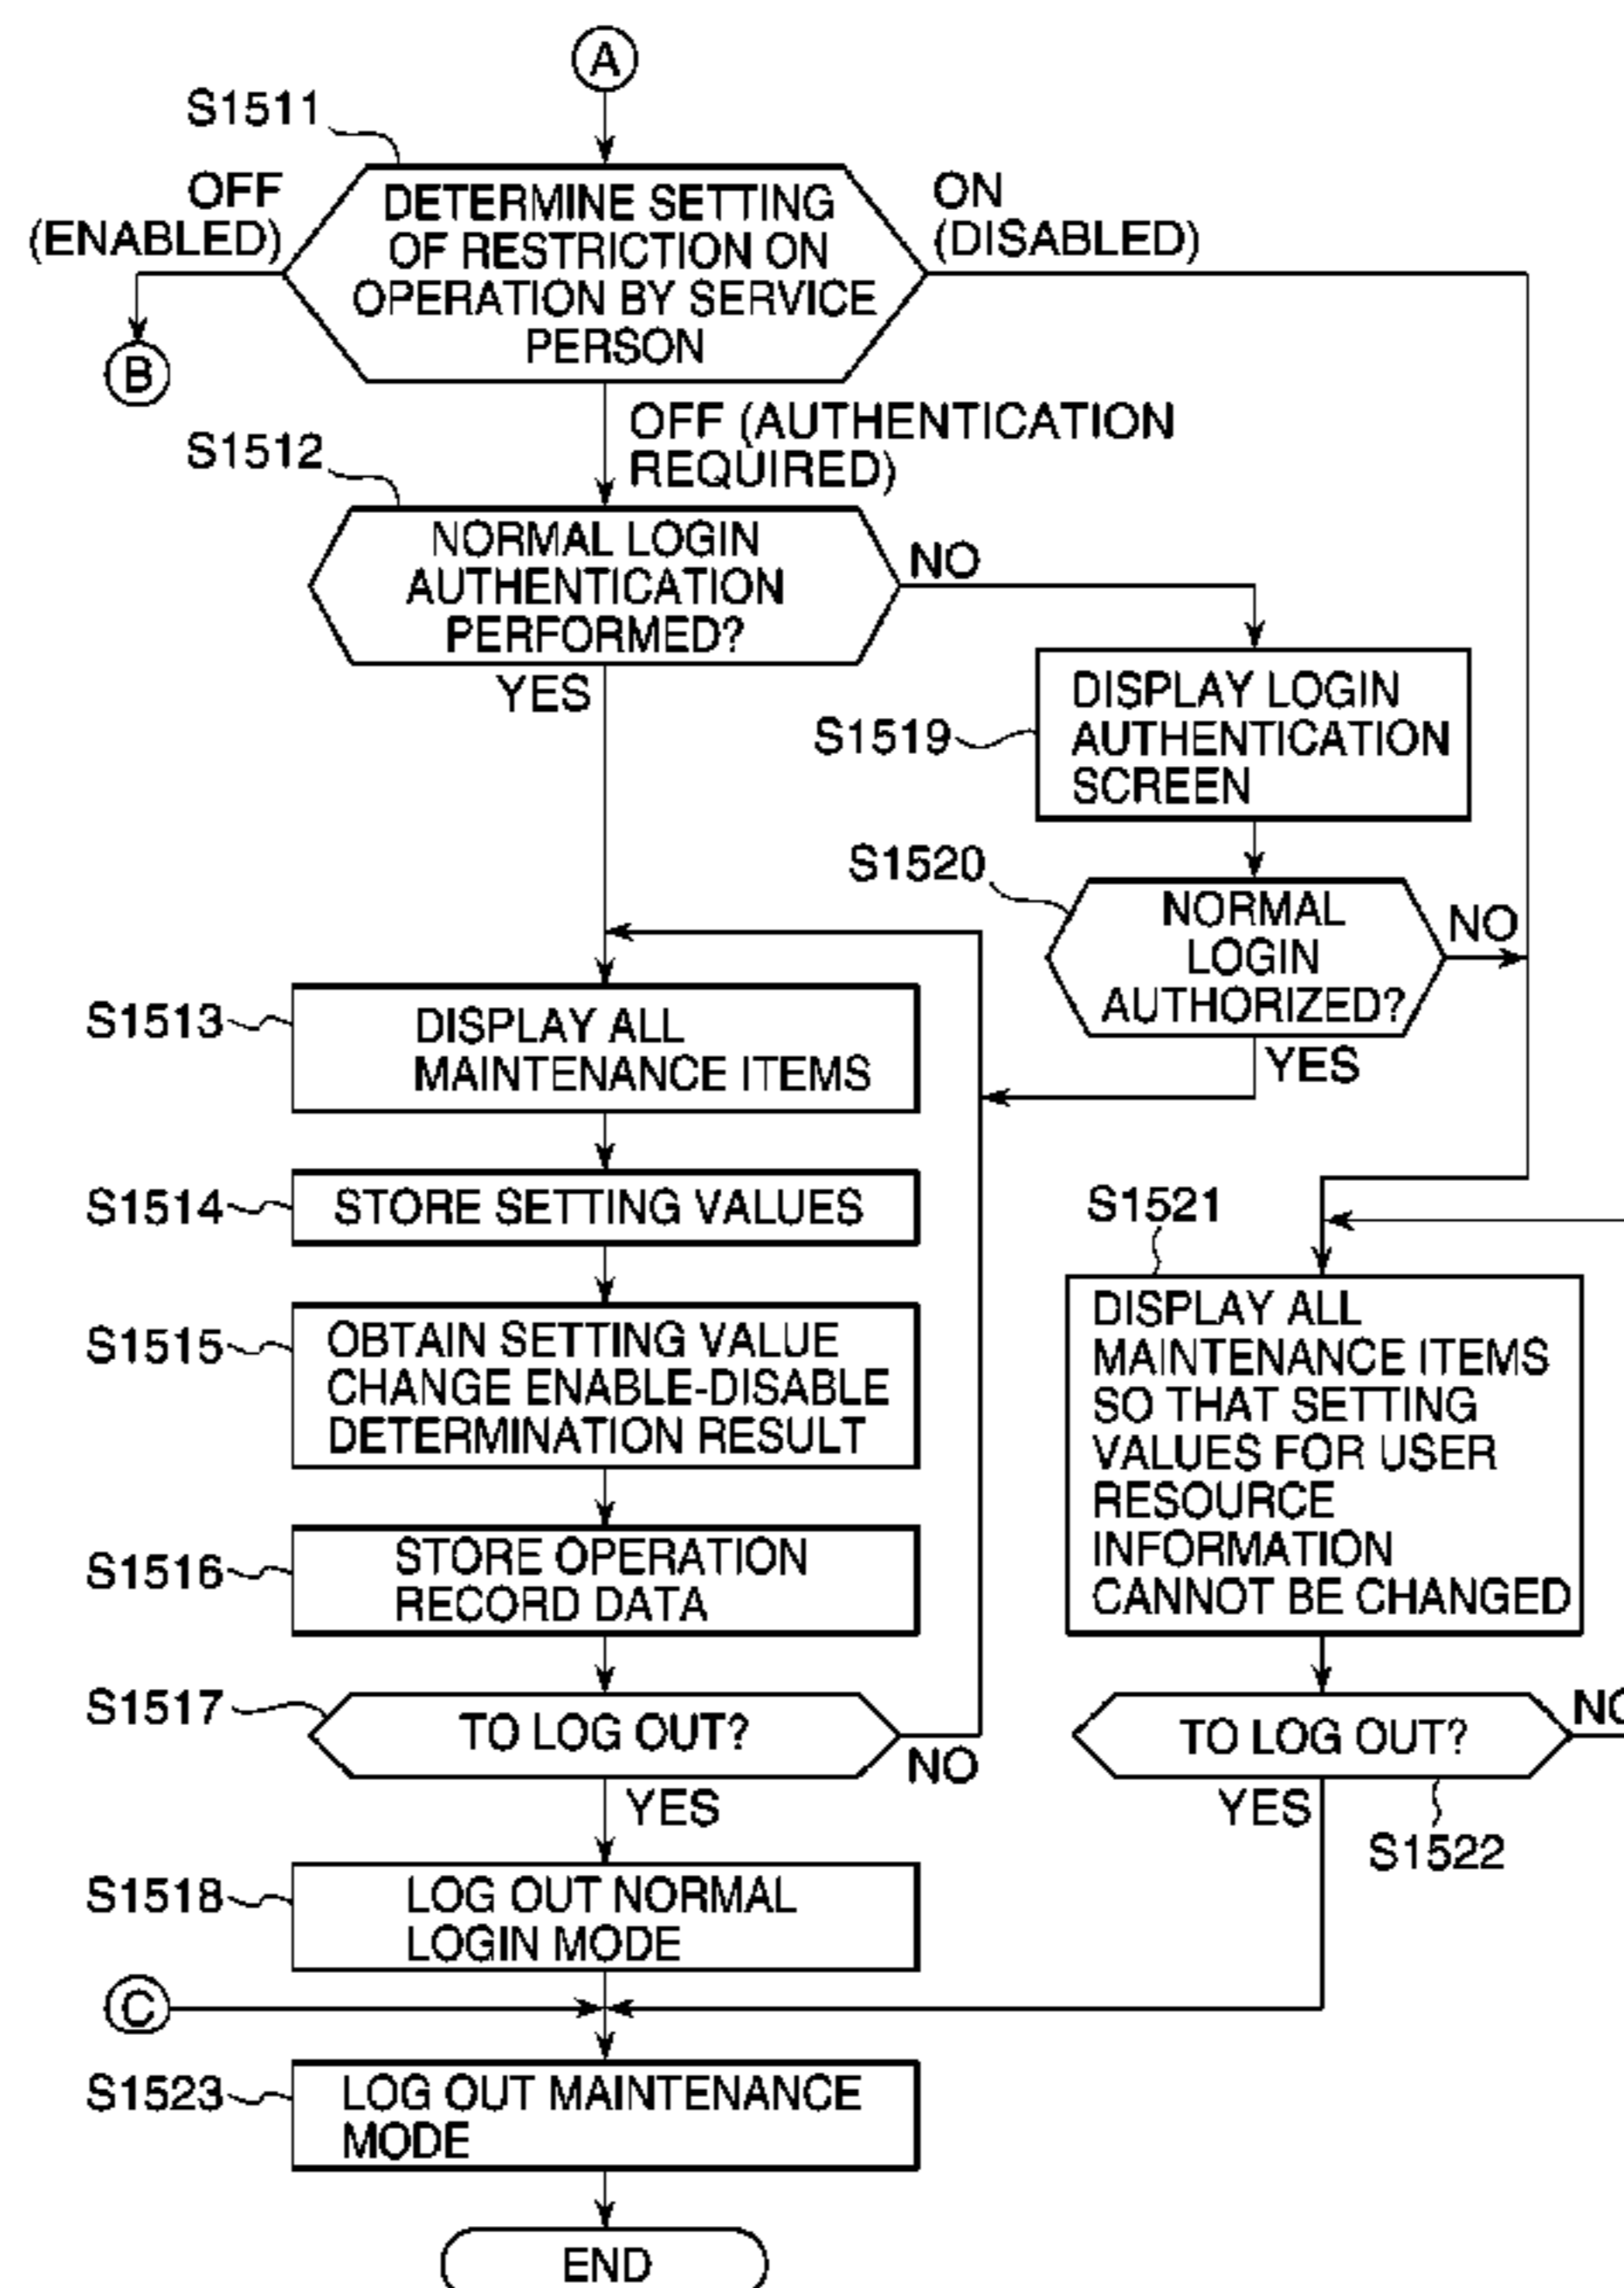 A
S1511
OFF
(ENABLED)
DETERMINE SETTING
OF RESTRICTION ON
OPERATION BY SERVICE
PERSON
ON
(DISABLED)
B
OFF (AUTHENTICATION
REQUIRED)
S1512
NORMAL LOGIN
AUTHENTICATION
PERFORMED?
NO
YES
S1519
DISPLAY LOGIN
AUTHENTICATION
SCREEN
S1520
NORMAL
LOGIN
AUTHORIZED?
NO
YES
S1513
DISPLAY ALL
MAINTENANCE ITEMS
S1514
STORE SETTING VALUES
S1515
OBTAIN SETTING VALUE
CHANGE ENABLE-DISABLE
DETERMINATION RESULT
S1516
STORE OPERATION
RECORD DATA
S1517
TO LOG OUT?
NO
YES
S1518
LOG OUT NORMAL
LOGIN MODE
S1521
DISPLAY ALL
MAINTENANCE ITEMS
SO THAT SETTING
VALUES FOR USER
RESOURCE
INFORMATION
CANNOT BE CHANGED
TO LOG OUT?
NO
YES
S1522
C
S1523
LOG OUT MAINTENANCE
MODE
END